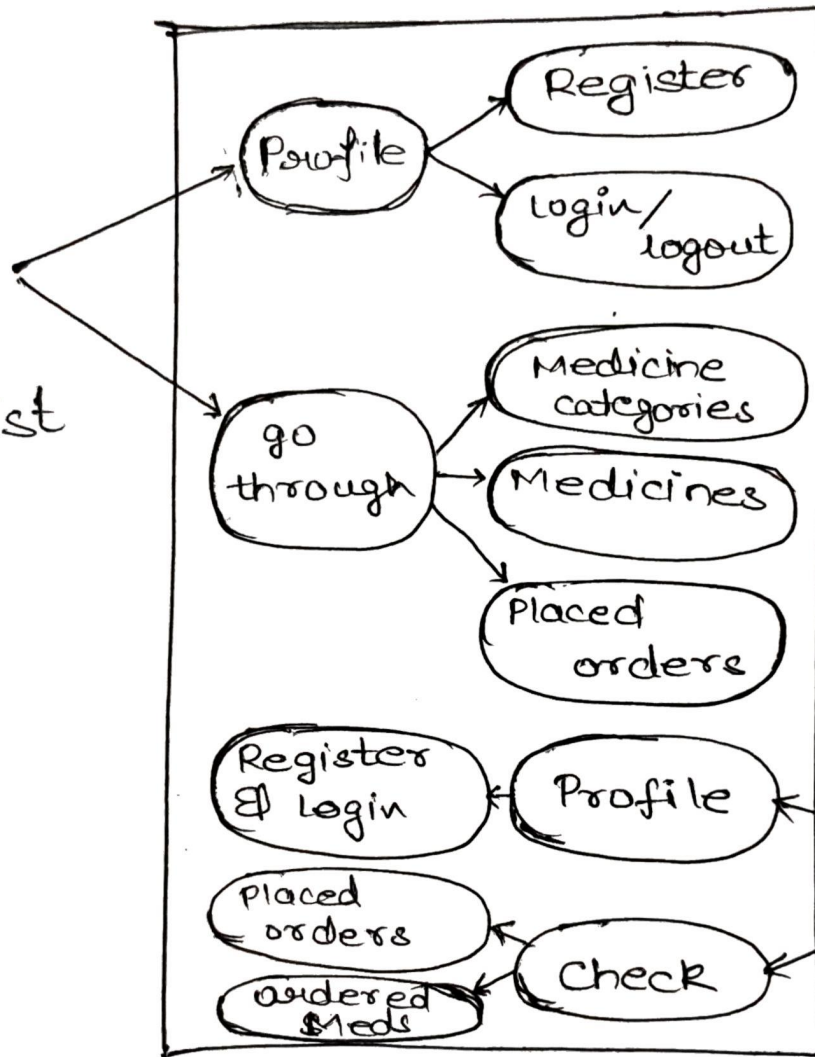 Register
Profile
Login/
logout
Medicine
categories
st
go
through
Medicines
Placed
orders
Register
& Login
Profile
Placed
orders
Check
ordered
Meds